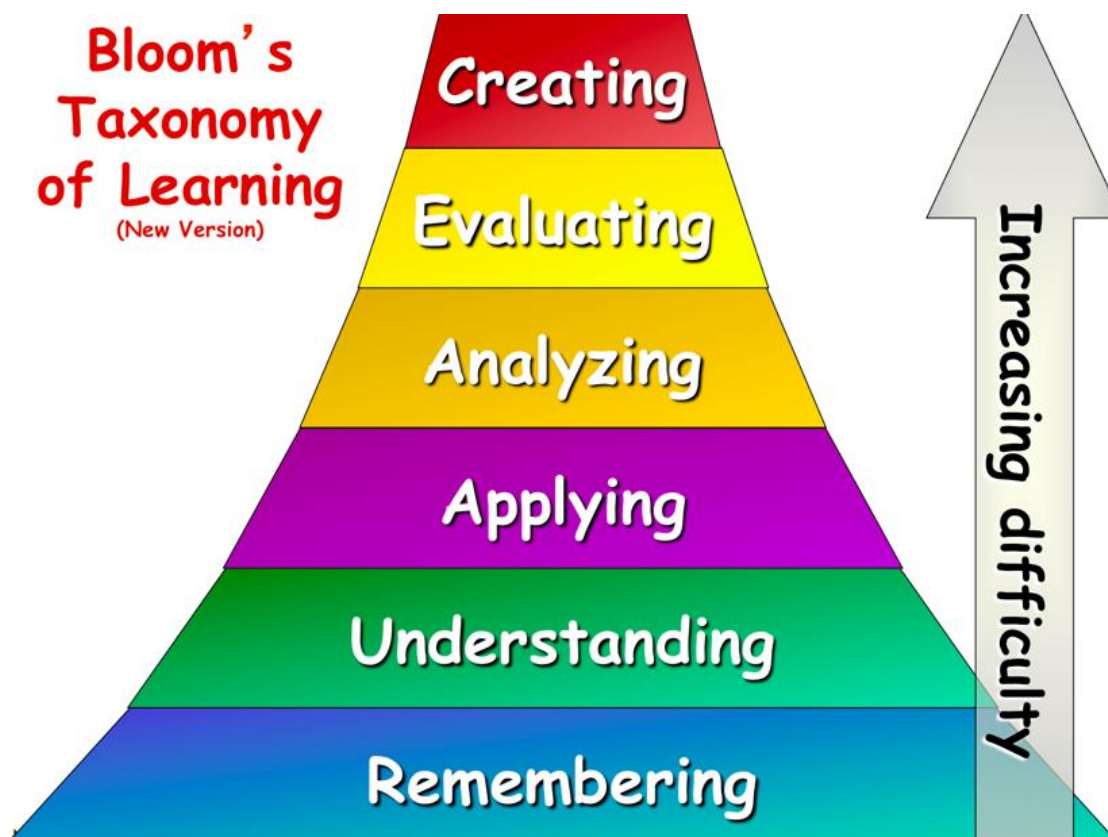 Bloom's
Taxonomy
of Learning
(New Version)
Creating
Evaluating
Analyzing
Applying
Understanding
Remembering
Increasing difficulty